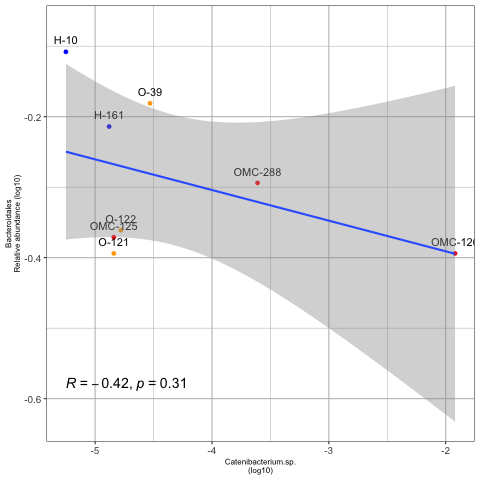 H-10
O-39
-0.2
H-161
OMC-288
O-122
OMC-125
O-121
OMC-126
-0.4
-0.6
R = −0.42, p = 0.31
Bacteroidales
Relative abundance (log10)
-5
-4
-3
-2
Catenibacterium.sp.
(log10)